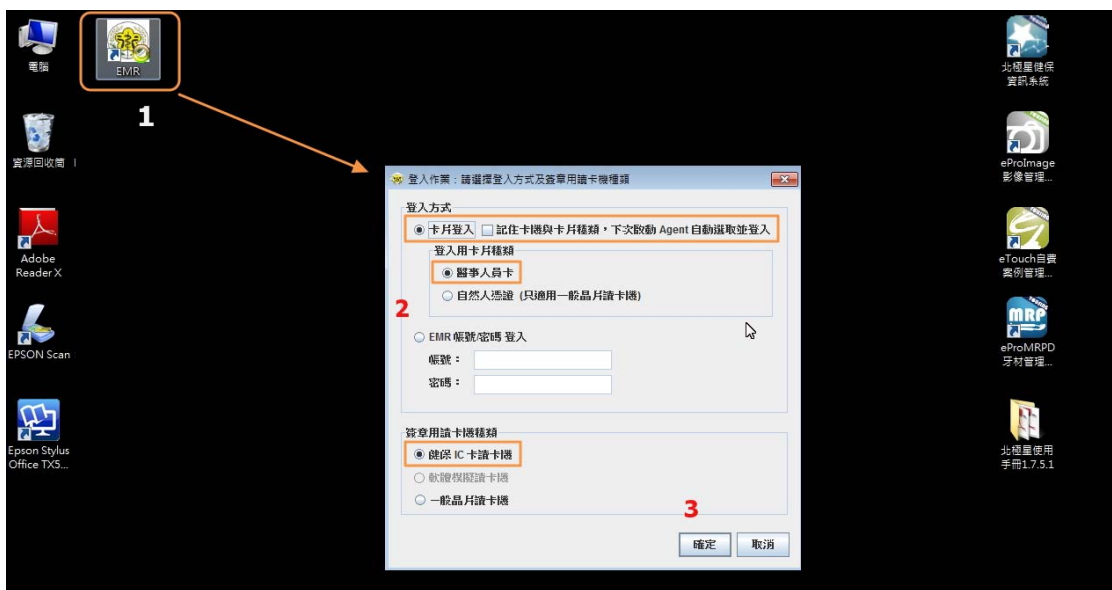 電腦
EMR
1
資源回收筒
Adobe
Reader X
EPSON Scan
Epson Stylus
Office TX5...
登入作業：請選擇登入方式及簽章用讀卡機種類
登入方式
卡片登入 記住卡機與卡片種類，下次啟動 Agent 自動選取並登入
登入用卡片種類
醫事人員卡
自然人憑證 (只適用一般晶片讀卡機)
2
EMR 帳號/密碼 登入
帳號：
密碼：
簽章用讀卡機種類
健保 IC 卡讀卡機
軟體模擬讀卡機
一般晶片讀卡機
3
確定 取消
北極星健保
資訊系統
eProImage
影像管理...
eTouch自費
案例管理...
MRP
eProMRPD
牙材管理...
北極星使用
手冊1.7.5.1